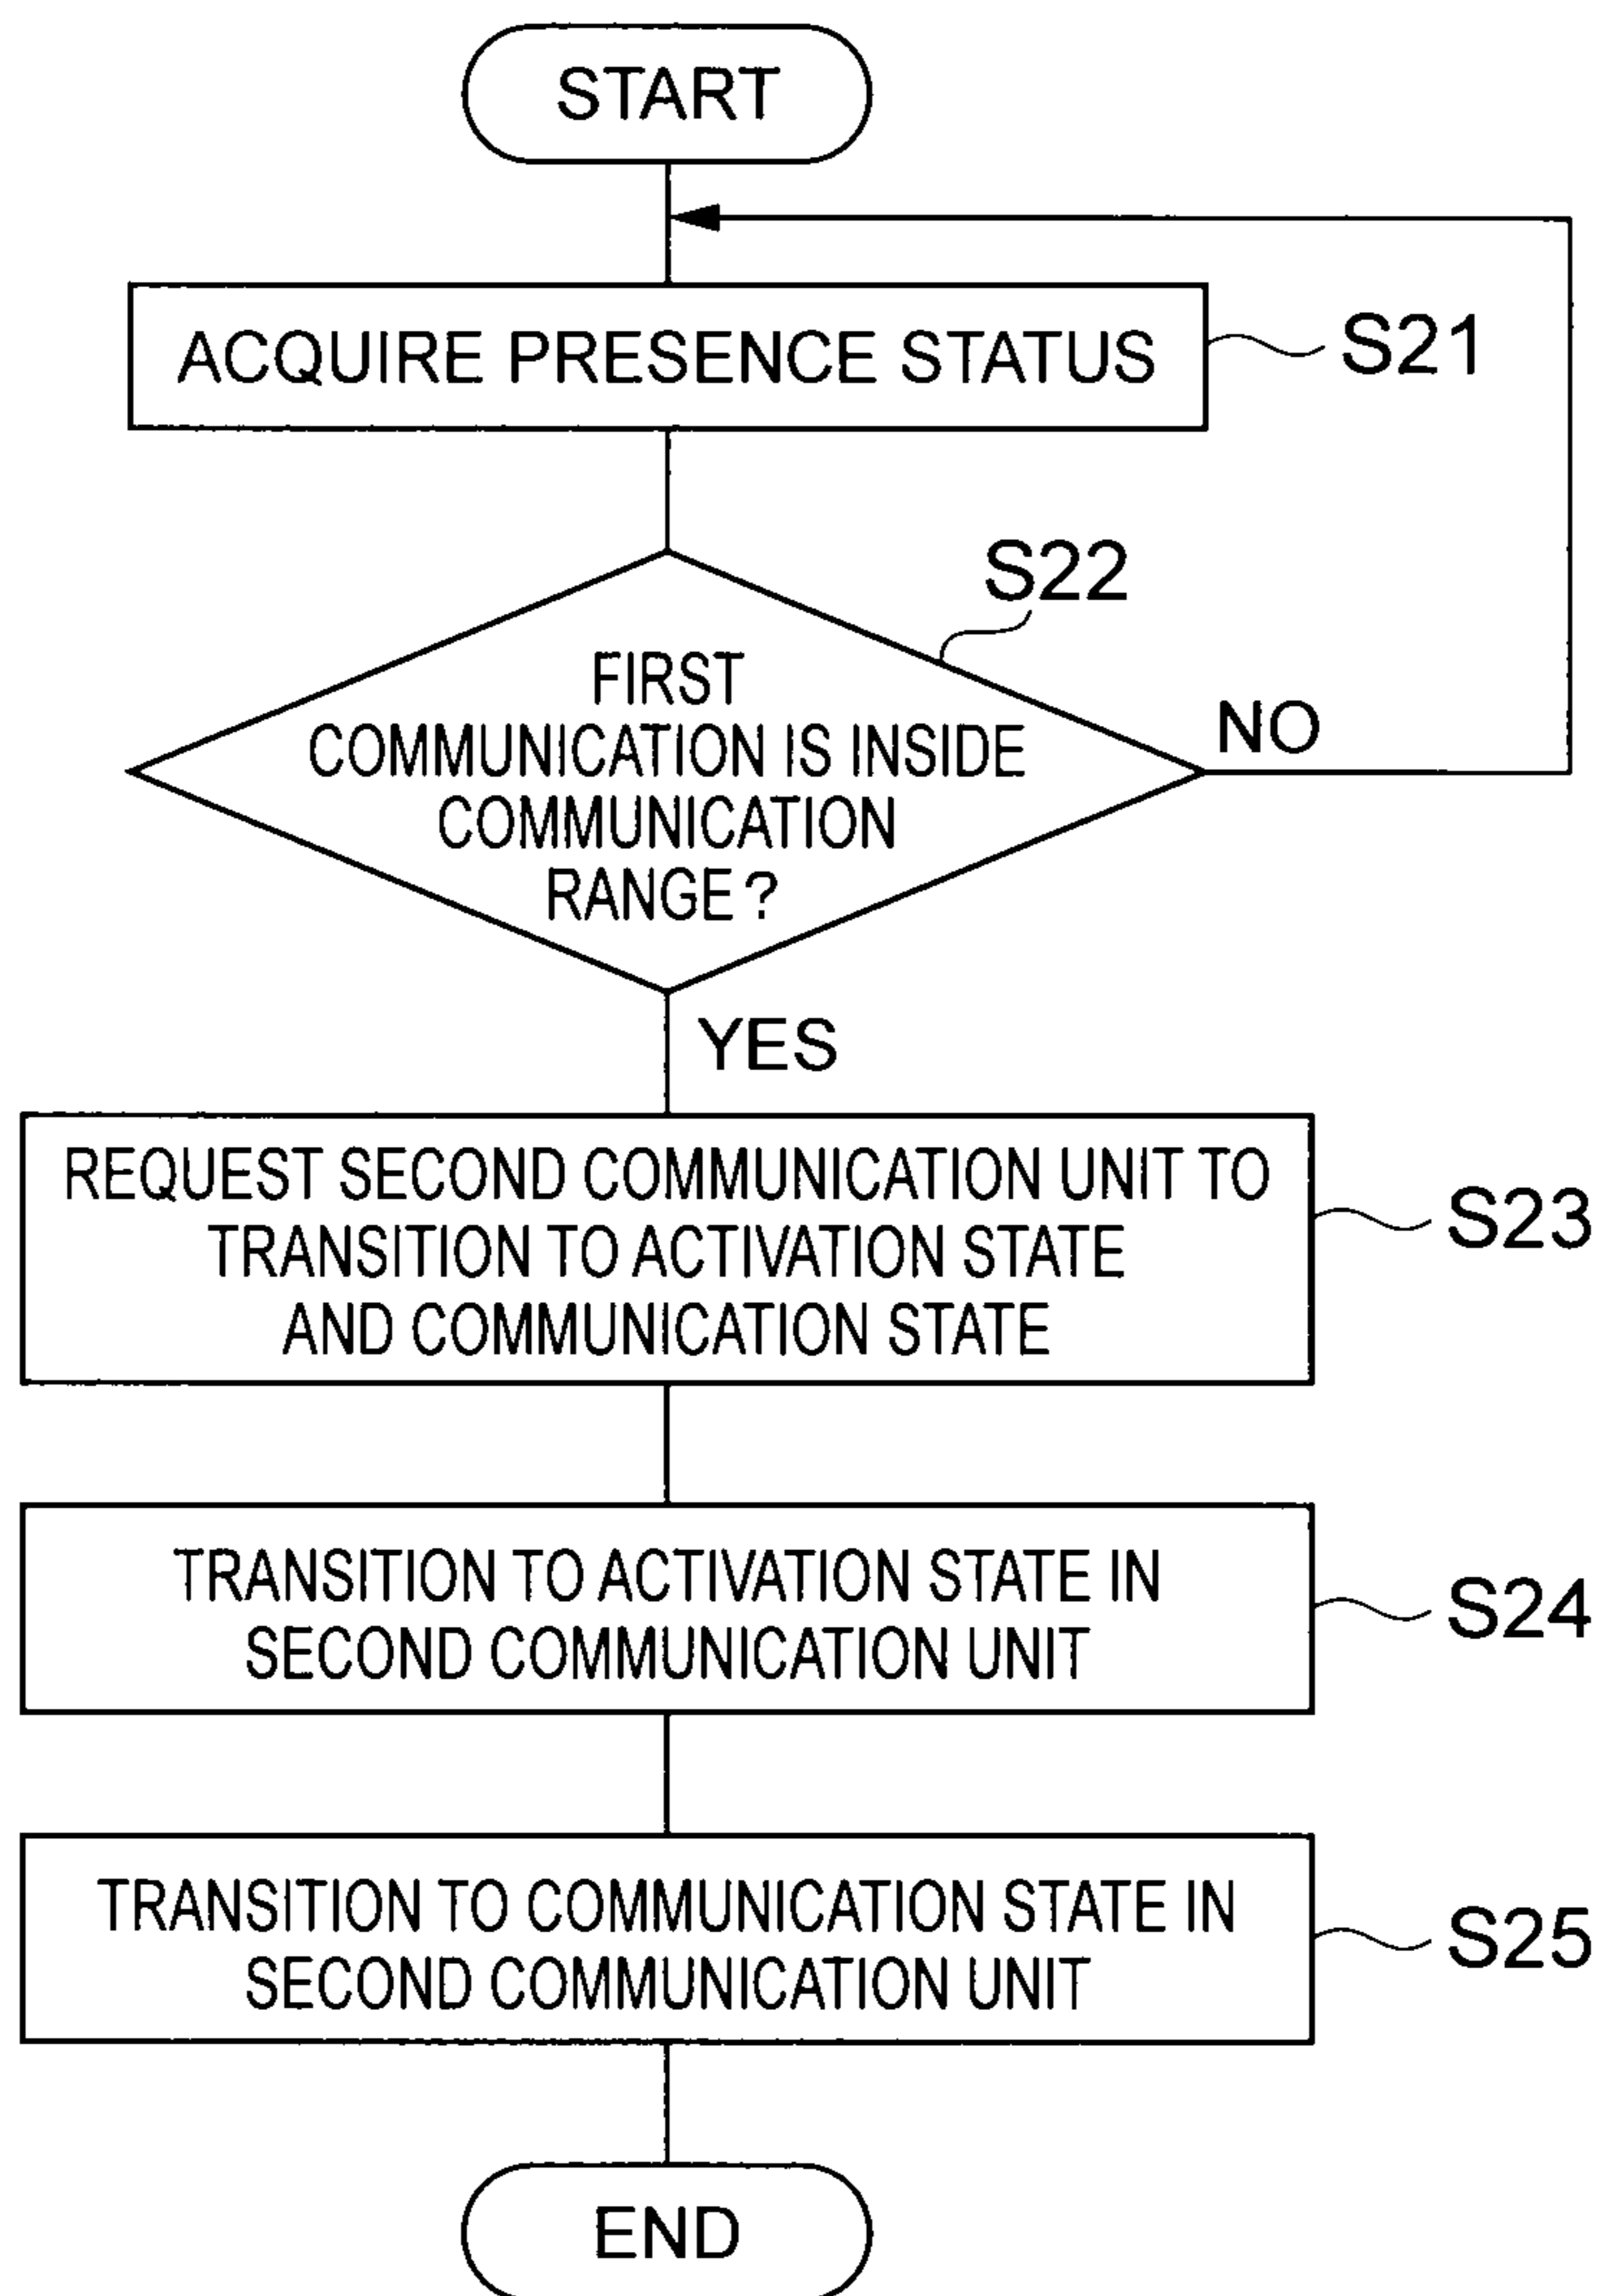 START
ACQUIRE PRESENCE STATUS
S21
S22
FIRST
COMMUNICATION IS INSIDE
COMMUNICATION
RANGE?
NO
YES
REQUEST SECOND COMMUNICATION UNIT TO
TRANSITION TO ACTIVATION STATE
AND COMMUNICATION STATE
S23
TRANSITION TO ACTIVATION STATE IN
SECOND COMMUNICATION UNIT
S24
TRANSITION TO COMMUNICATION STATE IN
SECOND COMMUNICATION UNIT
S25
END